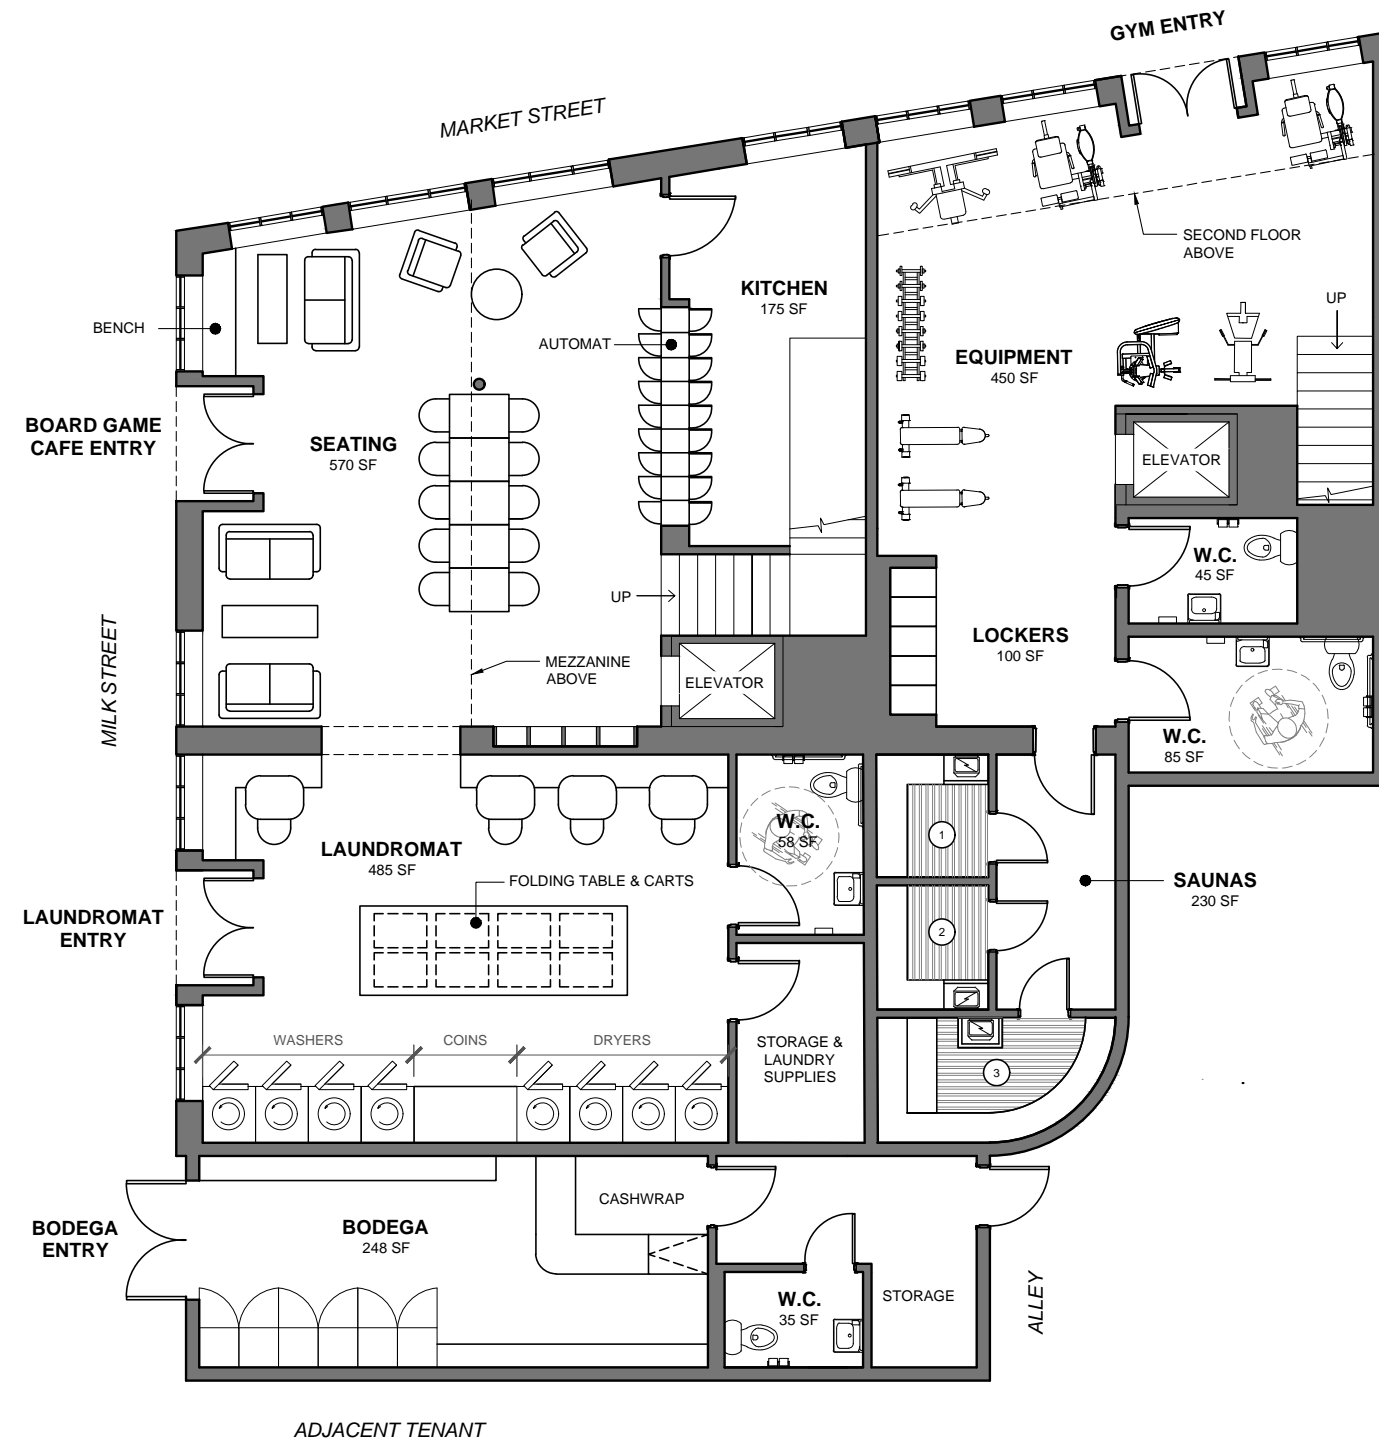 GYM ENTRY
MARKET STREET
SECOND FLOOR
ABOVE
KITCHEN
175 SF
UP
BENCH
AUTOMAT
EQUIPMENT
450 SF
BOARD GAME
CAFE ENTRY
SEATING
570 SF
ELEVATOR
W.C.
45 SF
UP
LOCKERS
100 SF
MILK STREET
MEZZANINE
ABOVE
ELEVATOR
W.C.
85 SF
LAUNDROMAT
485 SF
W.C.
58 SF
1
FOLDING TABLE & CARTS
SAUNAS
230 SF
LAUNDROMAT
ENTRY
2
WASHERS
COINS
DRYERS
STORAGE &
LAUNDRY
SUPPLIES
3
CASHWRAP
BODEGA
ENTRY
BODEGA
248 SF
W.C.
35 SF
STORAGE
ALLEY
ADJACENT TENANT